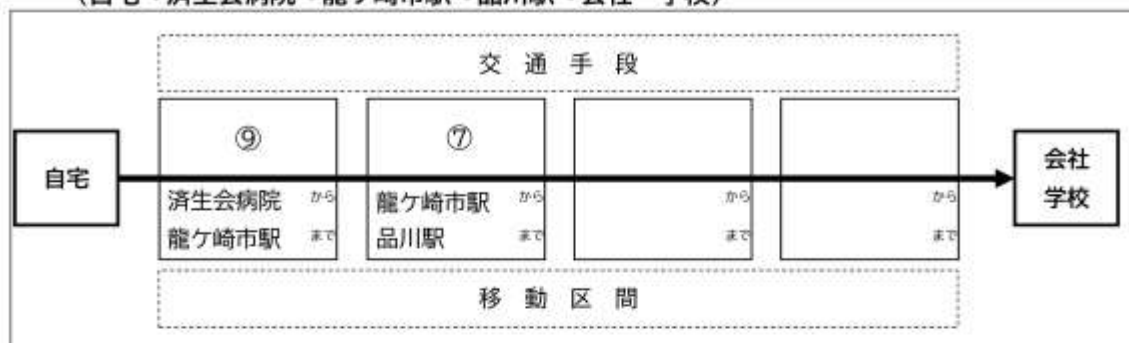 交通手段
⑨
⑦
自宅
会社
学校
済生会病院 から
龍ケ崎市駅 まで
龍ケ崎市駅 から
品川駅 まで
から
まで
から
まで
移動区間